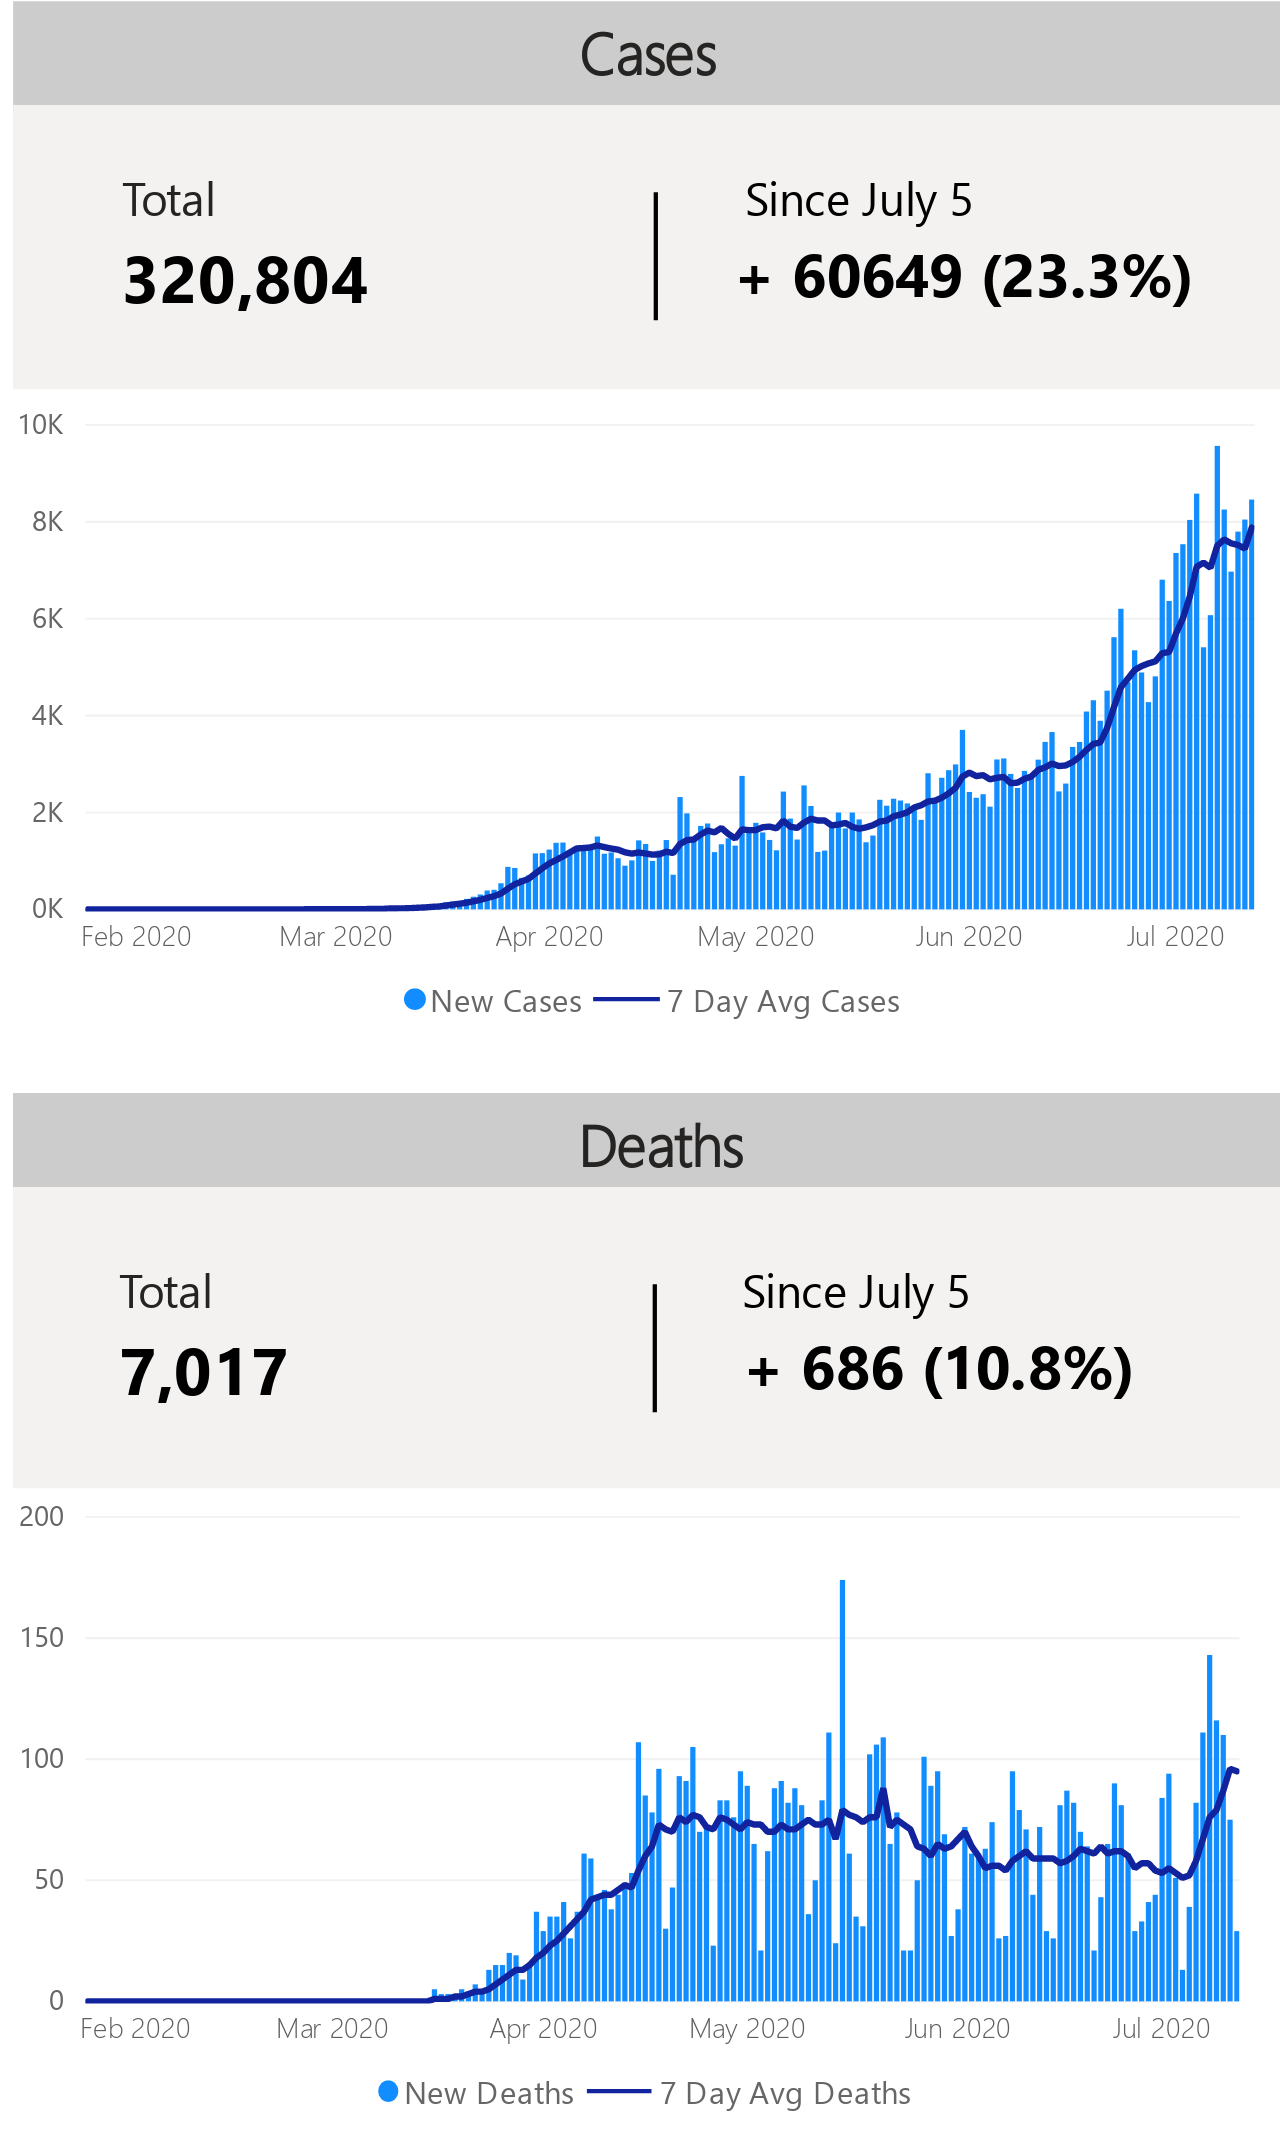 Cases
Total
Since July 5
320,804
+ 60649 (23.3%)
10K
8K
6K
4K
2K
0K
Feb 2020 Mar 2020 Apr 2020 May 2020 Jun 2020 Jul 2020
New Cases 7 Day Avg Cases
Deaths
Total
Since July 5
7,017
+ 686 (10.8%)
200
150
100
50
0
Feb 2020 Mar 2020 Apr 2020 May 2020 Jun 2020 Jul 2020
New Deaths 7 Day Avg Deaths